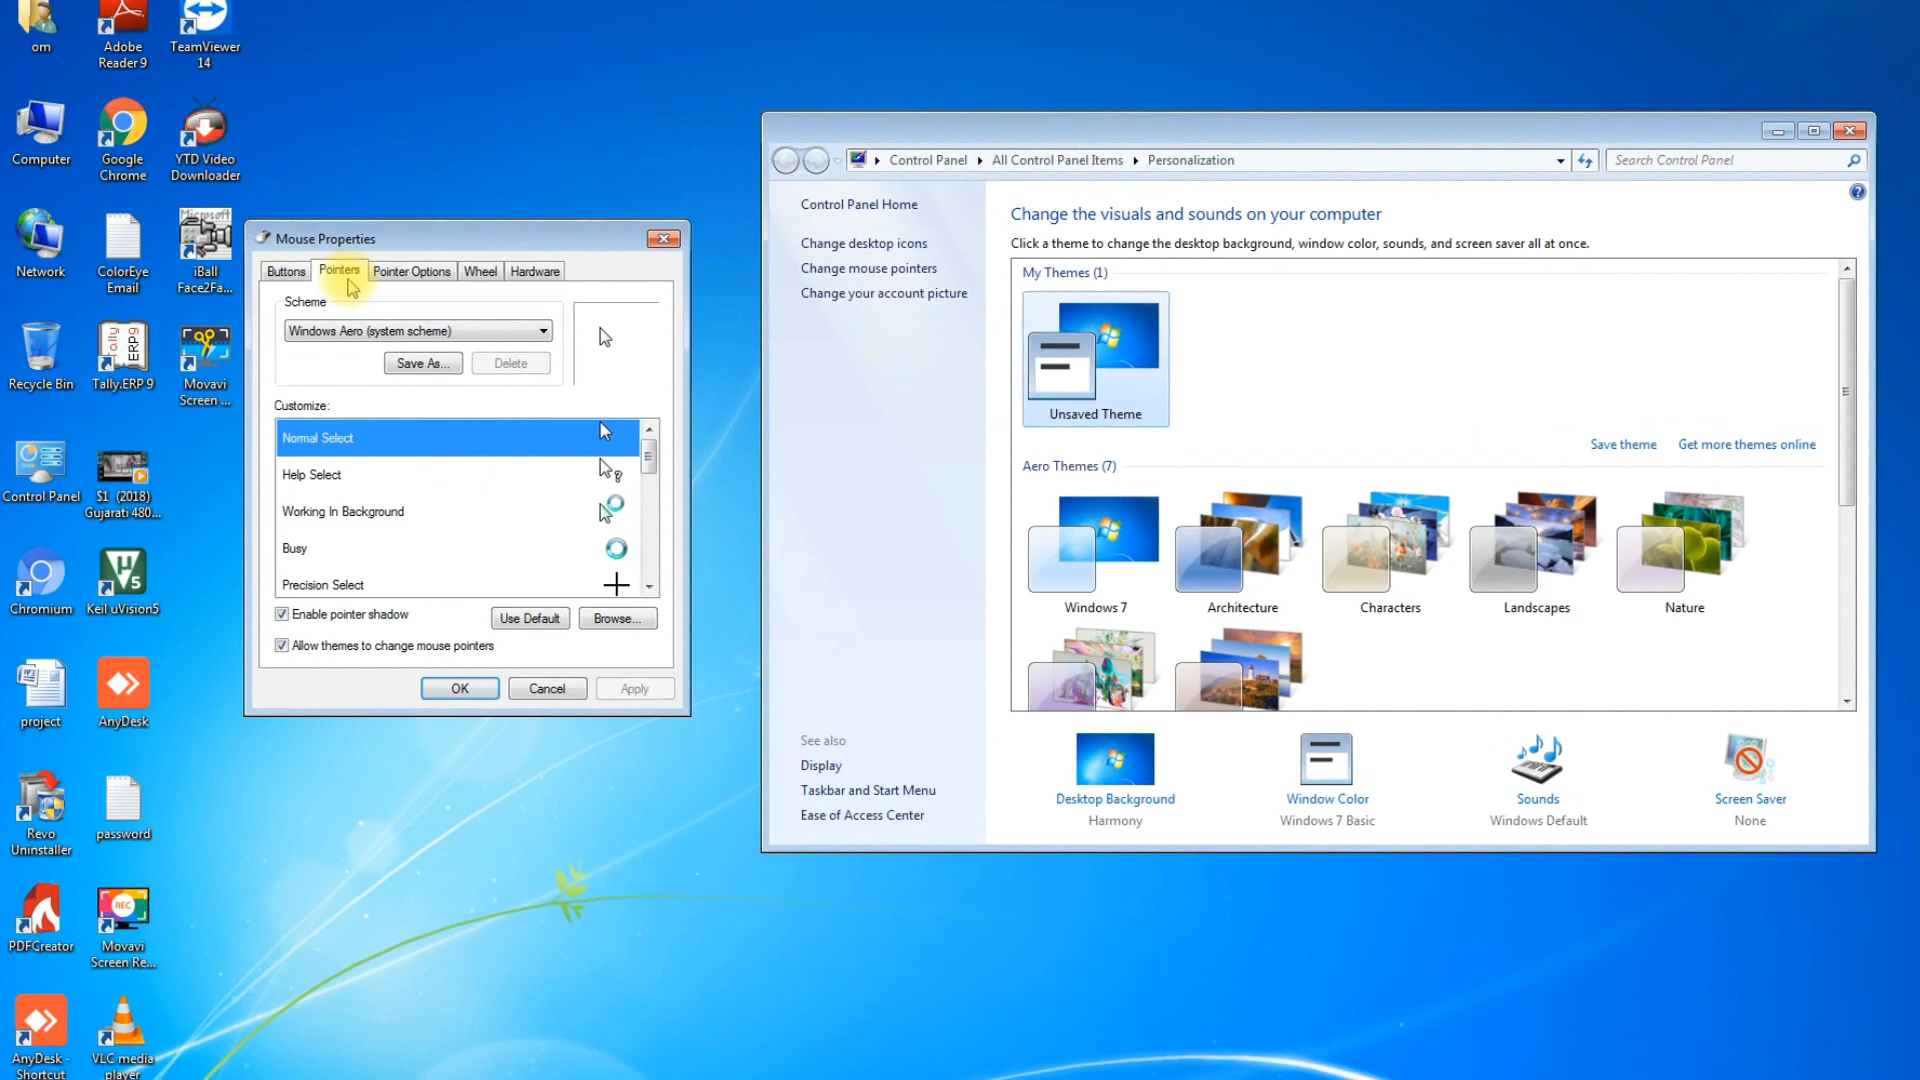 om
Adobe
Reader 9
TeamViewer
14
Computer
Google
Chrome
YTD Video
Downloader
Network
ColorEye
Email
Microsoft
iBall
Face2Fa...
Recycle Bin
Tally
ERP9
Tally.ERP 9
Movavi
Screen ...
Control Panel
$1 (2018)
Gujarati 480...
Chromium
Keil uVision5
project
AnyDesk
Revo
Uninstaller
password
PDFCreator
REC
Movavi
Screen Re...
AnyDesk -
Shortcut
VLC media
player
Mouse Properties
Buttons
Pointers
Pointer Options
Wheel
Hardware
Scheme
Windows Aero (system scheme)
Save As...
Delete
Customize:
Normal Select
Help Select
Working In Background
Busy
Precision Select
Enable pointer shadow
Use Default
Browse...
Allow themes to change mouse pointers
OK
Cancel
Apply
Control Panel
All Control Panel Items
Personalization
Search Control Panel
Control Panel Home
Change desktop icons
Change mouse pointers
Change your account picture
See also
Display
Taskbar and Start Menu
Ease of Access Center
Change the visuals and sounds on your computer
Click a theme to change the desktop background, window color, sounds, and screen saver all at once.
My Themes (1)
Unsaved Theme
Save theme
Get more themes online
Aero Themes (7)
Windows 7
Architecture
Characters
Landscapes
Nature
Desktop Background
Harmony
Window Color
Windows 7 Basic
Sounds
Windows Default
Screen Saver
None